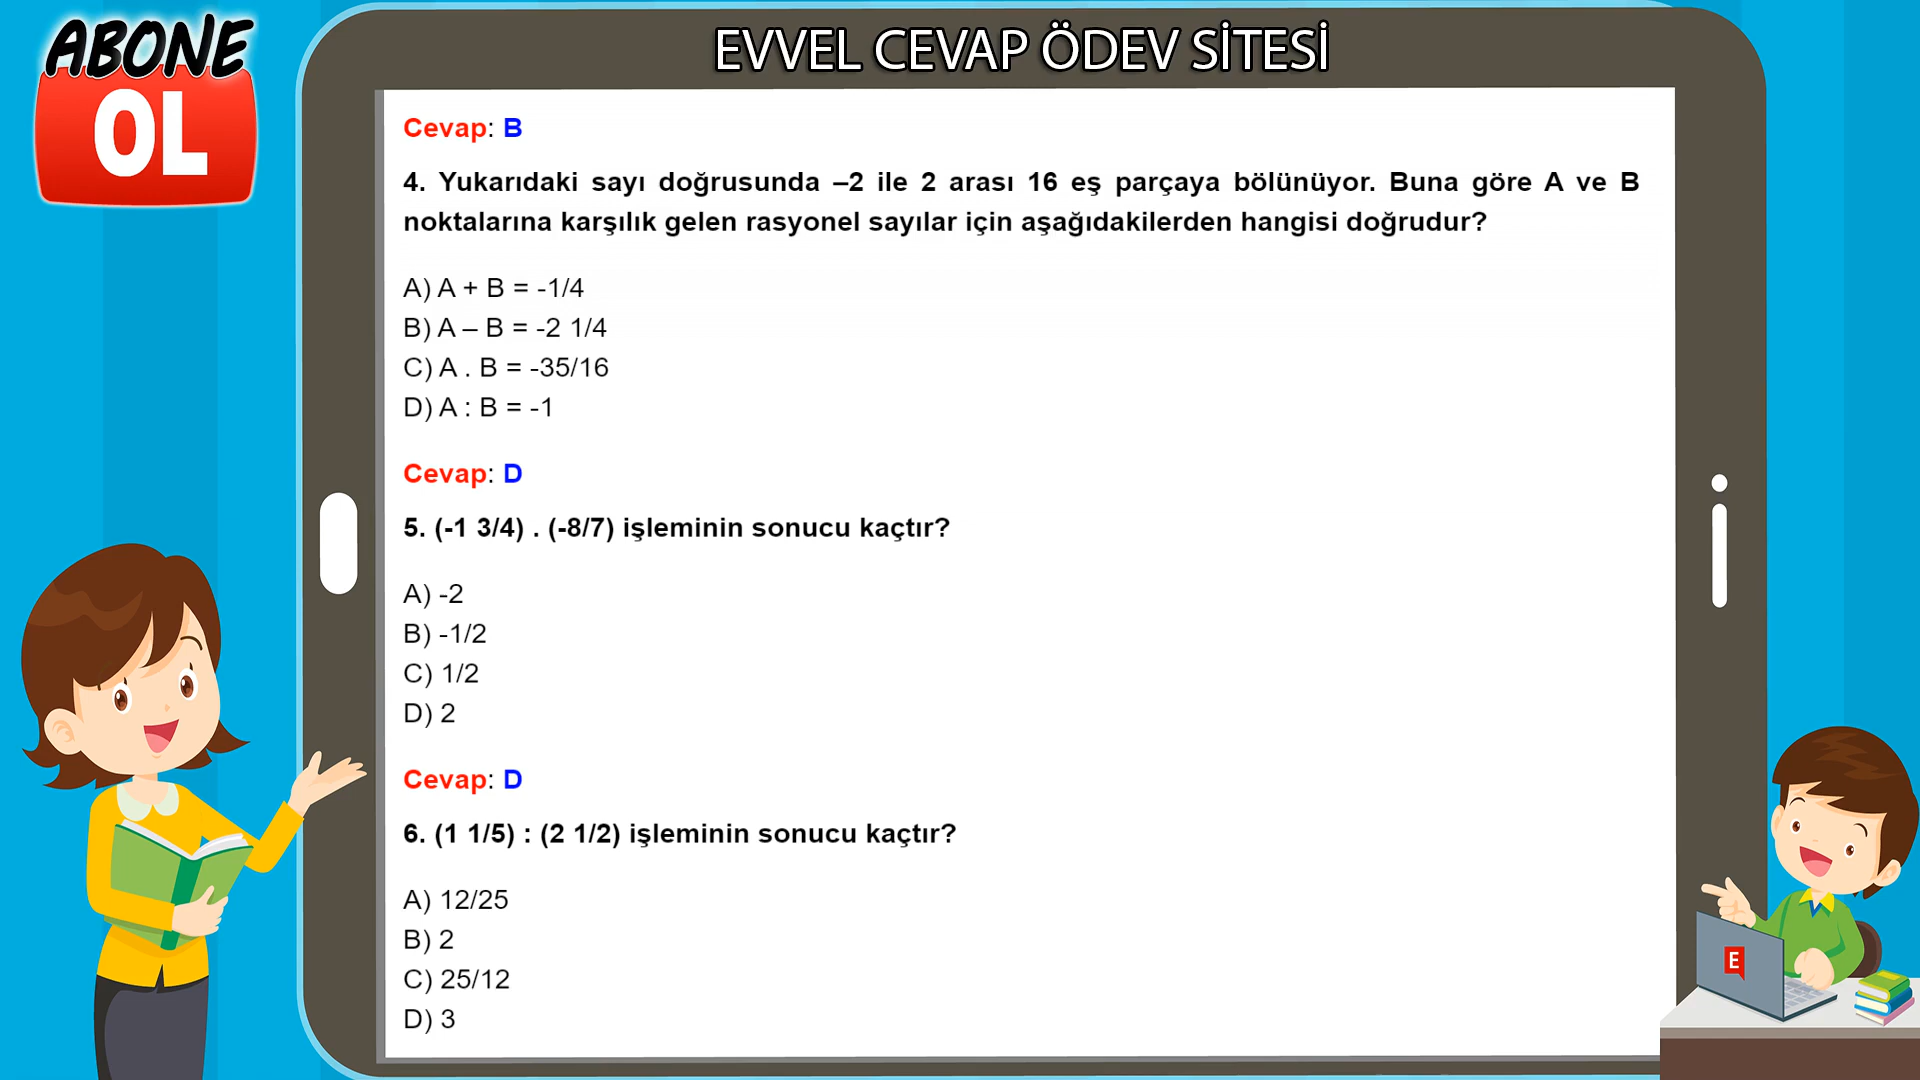 ABONE
OL
EVVEL CEVAP ÖDEV SİTESİ
Cevap: B
4. Yukarıdaki sayı doğrusunda –2 ile 2 arası 16 eş parçaya bölünüyor. Buna göre A ve B
noktalarına karşılık gelen rasyonel sayılar için aşağıdakilerden hangisi doğrudur?
A) A + B = -1/4
B) A – B = -2 1/4
C) A . B = -35/16
D) A : B = -1
Cevap: D
5. (-1 3/4) . (-8/7) işleminin sonucu kaçtır?
A) -2
B) -1/2
C) 1/2
D) 2
Cevap: D
6. (1 1/5) : (2 1/2) işleminin sonucu kaçtır?
A) 12/25
B) 2
C) 25/12
D) 3
E